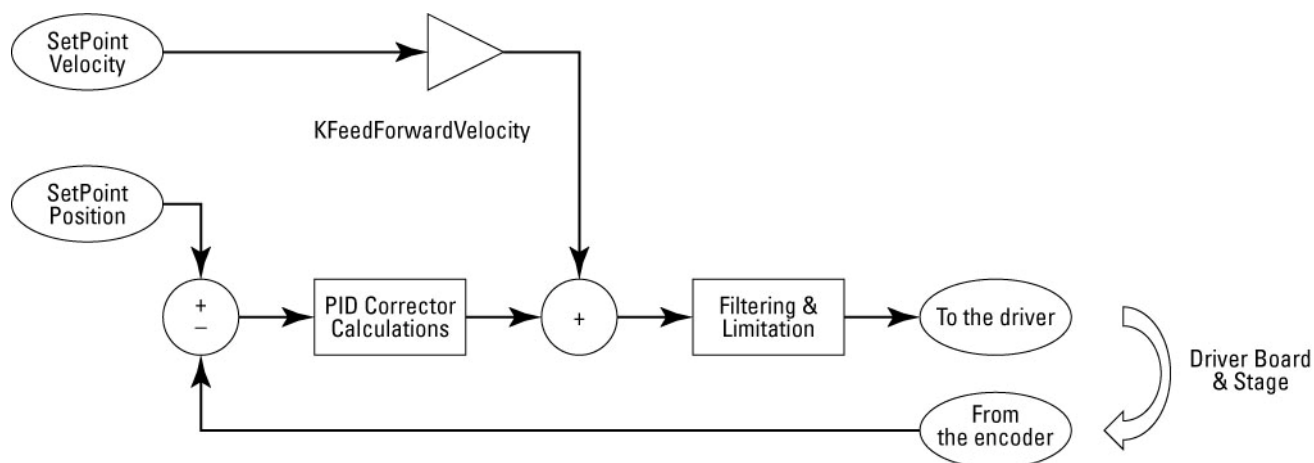 SetPoint
Velocity
KFeedForwardVelocity
SetPoint
Position
+
–
PID Corrector
Calculations
+
Filtering &
Limitation
To the driver
Driver Board
& Stage
From
the encoder